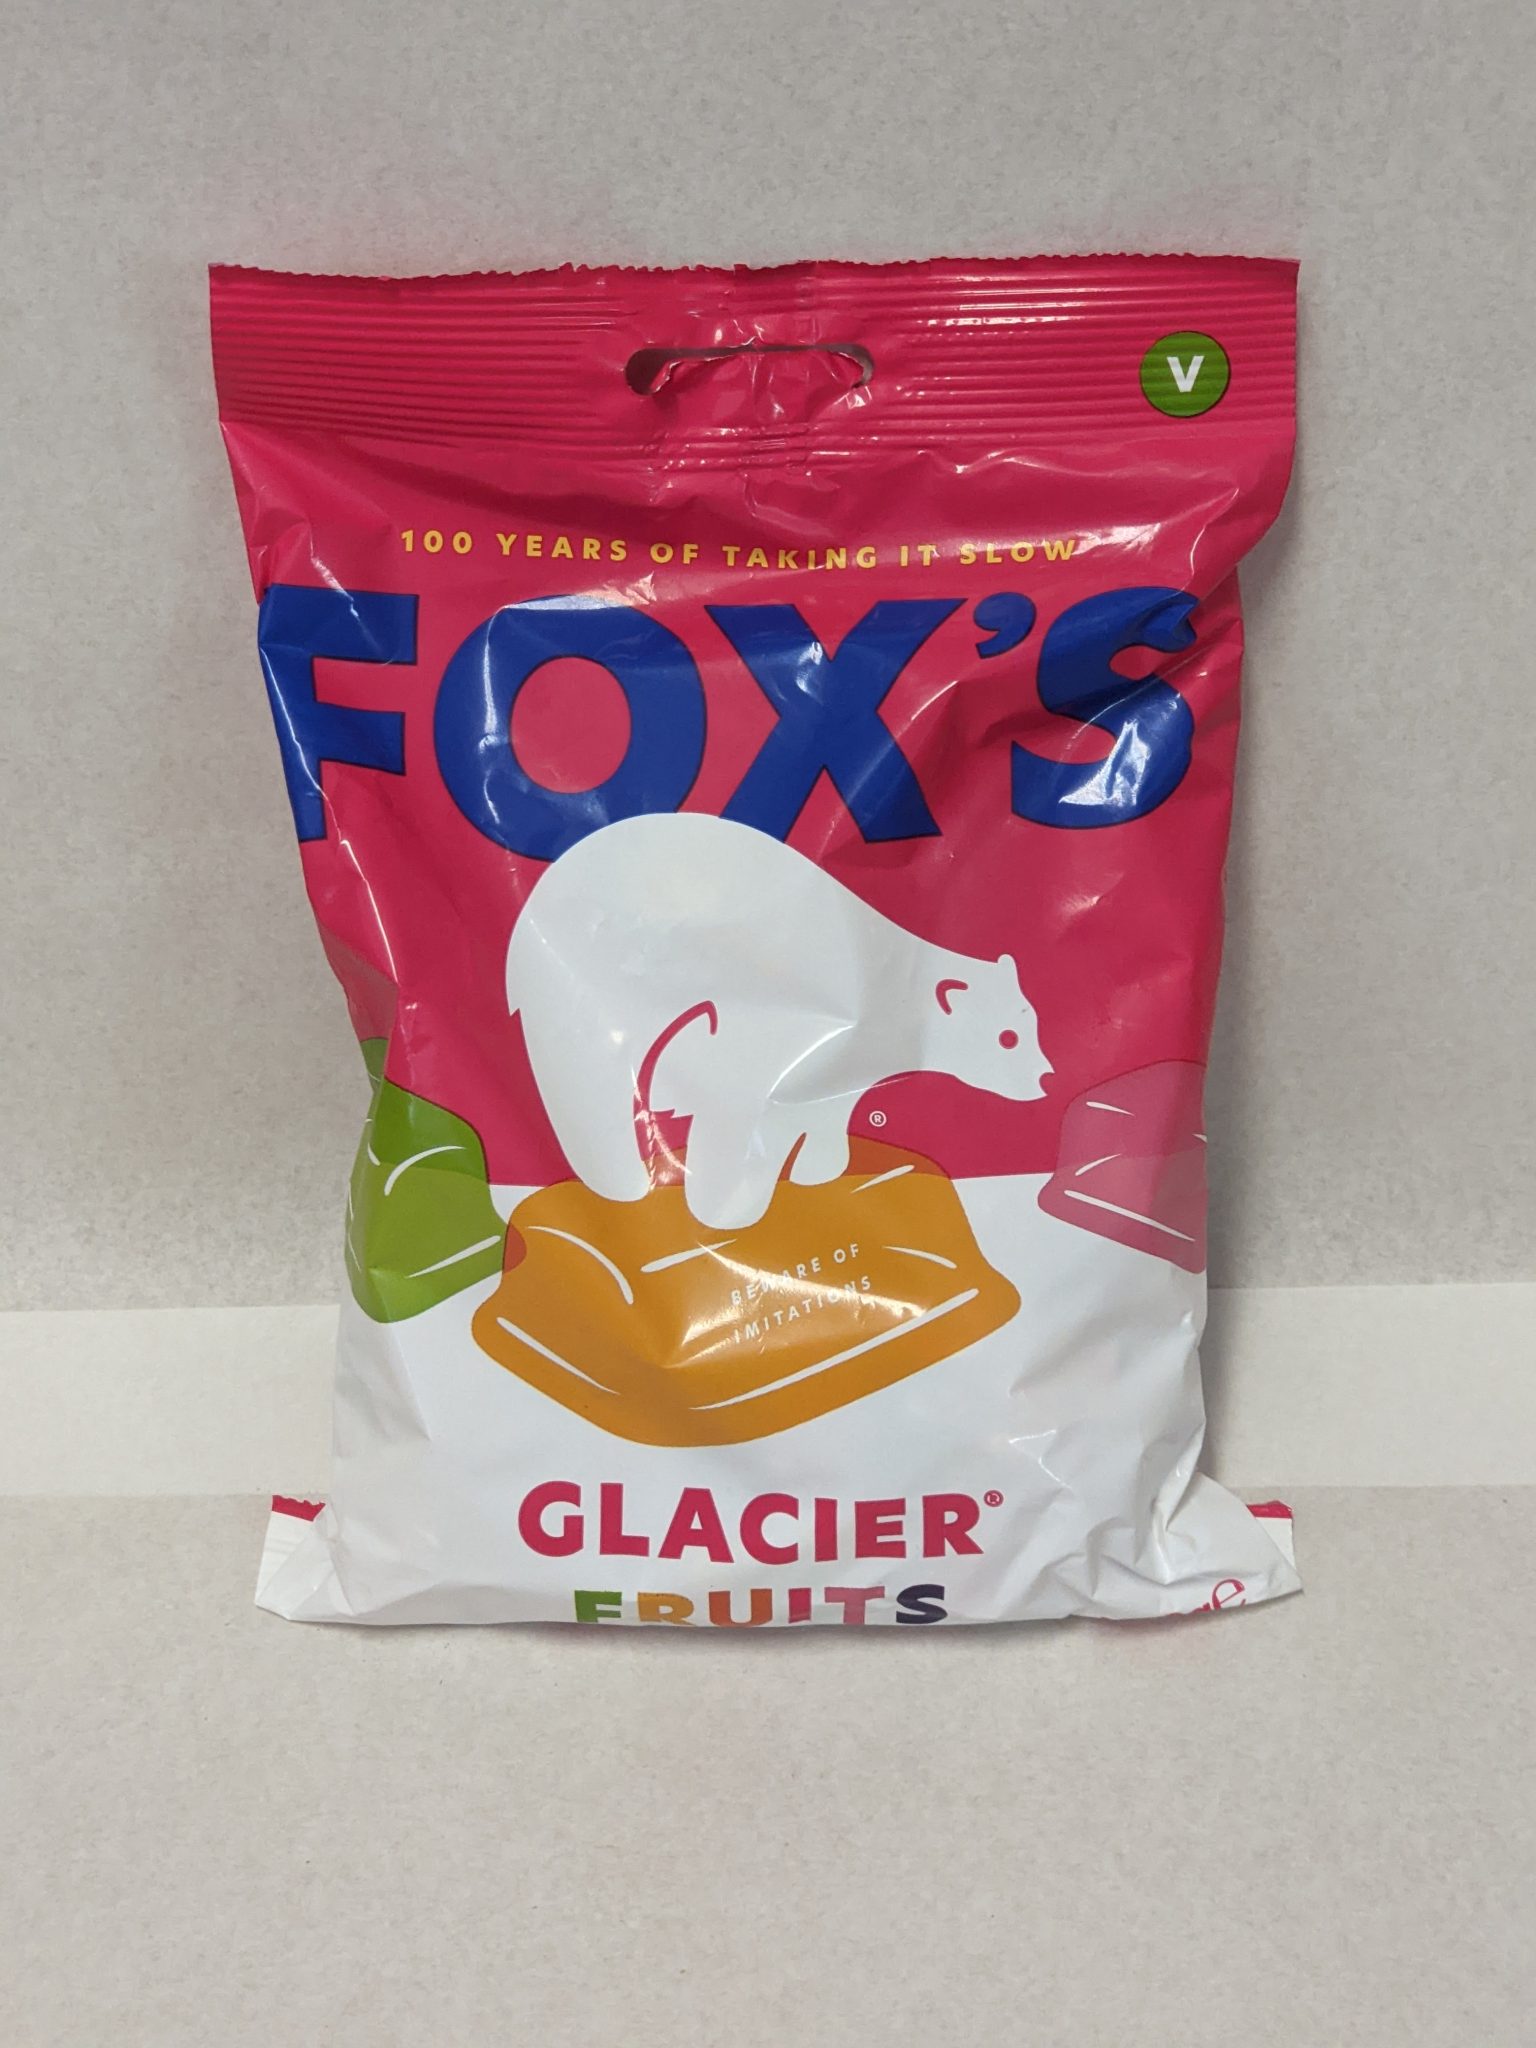 V
100 YEARS OF TAKING IT SLOW
FOX'S
®
BEWARE OF
IMITATIONS
GLACIER®
FRUITS